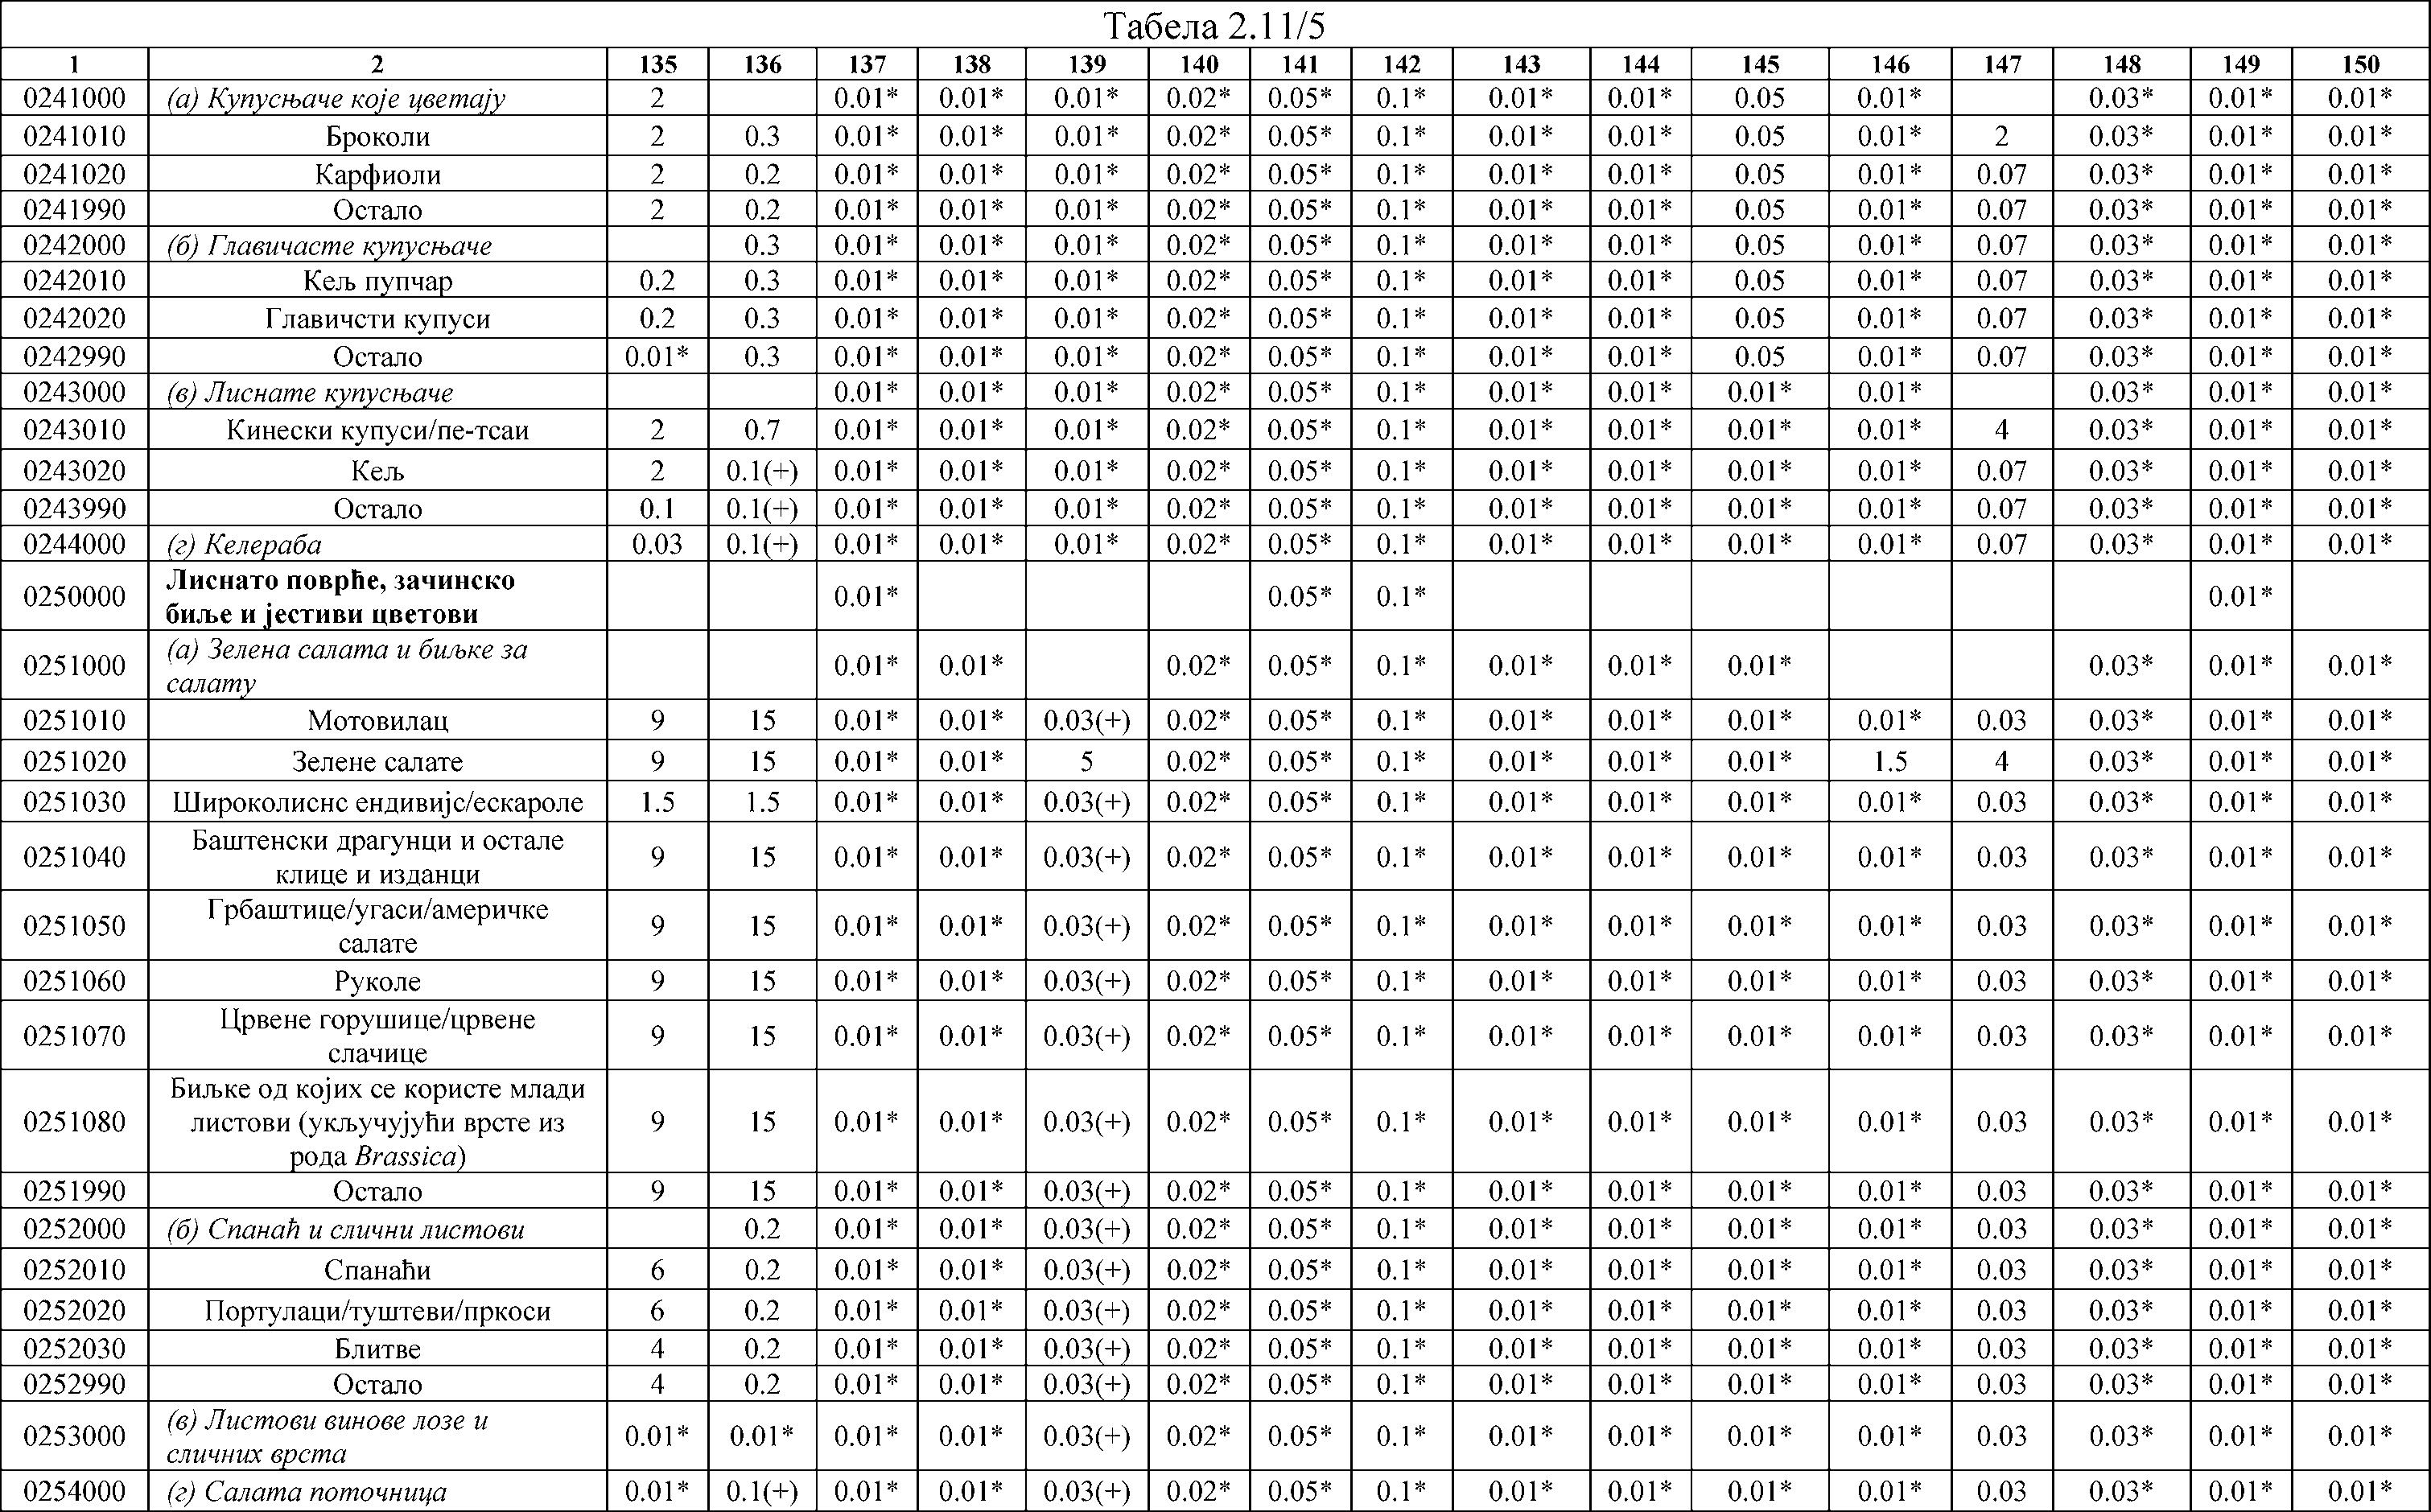 Табела 2.11/5
1 2 135 136 137 138 139 140 141 142 143 144 145 146 147 148 149 150
0241000 (а) Купусњаче које цветају 2 0.01* 0.01* 0.01* 0.02* 0.05* 0.1* 0.01* 0.01* 0.05 0.01* 0.03* 0.01* 0.01*
0241010 Броколи 2 0.3 0.01* 0.01* 0.01* 0.02* 0.05* 0.1* 0.01* 0.01* 0.05 0.01* 2 0.03* 0.01* 0.01*
0241020 Карфиоли 2 0.2 0.01* 0.01* 0.01* 0.02* 0.05* 0.1* 0.01* 0.01* 0.05 0.01* 0.07 0.03* 0.01* 0.01*
0241990 Остало 2 0.2 0.01* 0.01* 0.01* 0.02* 0.05* 0.1* 0.01* 0.01* 0.05 0.01* 0.07 0.03* 0.01* 0.01*
0242000 (б) Главичасте купусњаче 0.3 0.01* 0.01* 0.01* 0.02* 0.05* 0.1* 0.01* 0.01* 0.05 0.01* 0.07 0.03* 0.01* 0.01*
0242010 Кељ пупчар 0.2 0.3 0.01* 0.01* 0.01* 0.02* 0.05* 0.1* 0.01* 0.01* 0.05 0.01* 0.07 0.03* 0.01* 0.01*
0242020 Главичсти купуси 0.2 0.3 0.01* 0.01* 0.01* 0.02* 0.05* 0.1* 0.01* 0.01* 0.05 0.01* 0.07 0.03* 0.01* 0.01*
0242990 Остало 0.01* 0.3 0.01* 0.01* 0.01* 0.02* 0.05* 0.1* 0.01* 0.01* 0.05 0.01* 0.07 0.03* 0.01* 0.01*
0243000 (в) Лиснате купусњаче 0.01* 0.01* 0.01* 0.02* 0.05* 0.1* 0.01* 0.01* 0.01* 0.01* 0.03* 0.01* 0.01*
0243010 Кинески купуси/пе-тсаи 2 0.7 0.01* 0.01* 0.01* 0.02* 0.05* 0.1* 0.01* 0.01* 0.01* 0.01* 4 0.03* 0.01* 0.01*
0243020 Кељ 2 0.1(+) 0.01* 0.01* 0.01* 0.02* 0.05* 0.1* 0.01* 0.01* 0.01* 0.01* 0.07 0.03* 0.01* 0.01*
0243990 Остало 0.1 0.1(+) 0.01* 0.01* 0.01* 0.02* 0.05* 0.1* 0.01* 0.01* 0.01* 0.01* 0.07 0.03* 0.01* 0.01*
0244000 (г) Келераба 0.03 0.1(+) 0.01* 0.01* 0.01* 0.02* 0.05* 0.1* 0.01* 0.01* 0.01* 0.01* 0.07 0.03* 0.01* 0.01*
Лиснато поврће, зачинско
0250000 биље и јестиви цветови 0.01* 0.05* 0.1* 0.01*
(а) Зелена салата и биљке за
0251000 салату 0.01* 0.01* 0.02* 0.05* 0.1* 0.01* 0.01* 0.01* 0.03* 0.01* 0.01*
0251010 Мотовилац 9 15 0.01* 0.01* 0.03(+) 0.02* 0.05* 0.1* 0.01* 0.01* 0.01* 0.01* 0.03 0.03* 0.01* 0.01*
0251020 Зелене салате 9 15 0.01* 0.01* 5 0.02* 0.05* 0.1* 0.01* 0.01* 0.01* 1.5 4 0.03* 0.01* 0.01*
0251030 Широколиснс ендивијс/ескароле 1.5 1.5 0.01* 0.01* 0.03(+) 0.02* 0.05* 0.1* 0.01* 0.01* 0.01* 0.01* 0.03 0.03* 0.01* 0.01*
Баштенски драгунци и остале
0251040 клице и изданци 9 15 0.01* 0.01* 0.03(+) 0.02* 0.05* 0.1* 0.01* 0.01* 0.01* 0.01* 0.03 0.03* 0.01* 0.01*
Грбаштице/угаси/америчке
0251050 салате 9 15 0.01* 0.01* 0.03(+) 0.02* 0.05* 0.1* 0.01* 0.01* 0.01* 0.01* 0.03 0.03* 0.01* 0.01*
0251060 Руколе 9 15 0.01* 0.01* 0.03(+) 0.02* 0.05* 0.1* 0.01* 0.01* 0.01* 0.01* 0.03 0.03* 0.01* 0.01*
Црвене горушице/црвене
0251070 слачице 9 15 0.01* 0.01* 0.03(+) 0.02* 0.05* 0.1* 0.01* 0.01* 0.01* 0.01* 0.03 0.03* 0.01* 0.01*
Биљке од којих се користе млади
0251080 листови (укључујући врсте из 9 15 0.01* 0.01* 0.03(+) 0.02* 0.05* 0.1* 0.01* 0.01* 0.01* 0.01* 0.03 0.03* 0.01* 0.01*
рода Brassica)
0251990 Остало 9 15 0.01* 0.01* 0.03(+) 0.02* 0.05* 0.1* 0.01* 0.01* 0.01* 0.01* 0.03 0.03* 0.01* 0.01*
0252000 (б) Спанаћ и слични листови 0.2 0.01* 0.01* 0.03(+) 0.02* 0.05* 0.1* 0.01* 0.01* 0.01* 0.01* 0.03 0.03* 0.01* 0.01*
0252010 Спанаћи 6 0.2 0.01* 0.01* 0.03(+) 0.02* 0.05* 0.1* 0.01* 0.01* 0.01* 0.01* 0.03 0.03* 0.01* 0.01*
0252020 Портулаци/туштеви/пркоси 6 0.2 0.01* 0.01* 0.03(+) 0.02* 0.05* 0.1* 0.01* 0.01* 0.01* 0.01* 0.03 0.03* 0.01* 0.01*
0252030 Блитве 4 0.2 0.01* 0.01* 0.03(+) 0.02* 0.05* 0.1* 0.01* 0.01* 0.01* 0.01* 0.03 0.03* 0.01* 0.01*
0252990 Остало 4 0.2 0.01* 0.01* 0.03(+) 0.02* 0.05* 0.1* 0.01* 0.01* 0.01* 0.01* 0.03 0.03* 0.01* 0.01*
(в) Листови винове лозе и
0253000 сличних врста 0.01* 0.01* 0.01* 0.01* 0.03(+) 0.02* 0.05* 0.1* 0.01* 0.01* 0.01* 0.01* 0.03 0.03* 0.01* 0.01*
0254000 (г) Салата поточница 0.01* 0.1(+) 0.01* 0.01* 0.03(+) 0.02* 0.05* 0.1* 0.01* 0.01* 0.01* 0.01* 0.03 0.03* 0.01* 0.01*